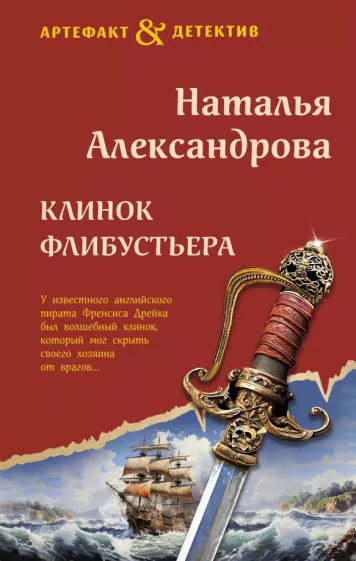 АРТЕФАКТ & ДЕТЕКТИВ
Наталья
Александрова
КЛИНОК
ФЛИБУСТЬЕРА
У известного английского
пирата Френсиса Дрейка
был волшебный клинок,
который мог скрыть
своего хозяина
от врагов...